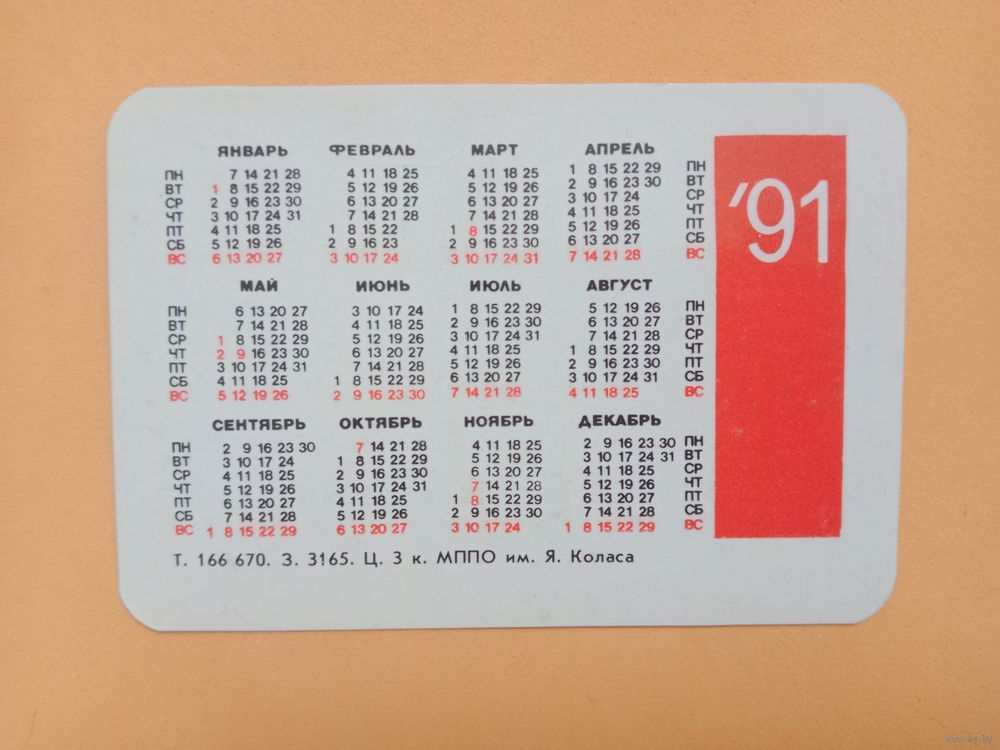 ЯНВАРЬ ФЕВРАЛЬ МАРТ АПРЕЛЬ
ПН 7 14 21 28 4 11 18 25 4 11 18 25 1 8 15 22 29 ПН
ВТ 1 8 15 22 29 5 12 19 26 5 12 19 26 2 9 16 23 30 ВТ
СР 2 9 16 23 30 6 13 20 27 6 13 20 27 3 10 17 24 СР
ЧТ 3 10 17 24 31 7 14 21 28 7 14 21 28 4 11 18 25 ЧТ
ПТ 4 11 18 25 1 8 15 22 1 8 15 22 29 5 12 19 26 ПТ
СБ 5 12 19 26 2 9 16 23 2 9 16 23 30 6 13 20 27 СБ
ВС 6 13 20 27 3 10 17 24 3 10 17 24 31 7 14 21 28 ВС
'91
МАЙ ИЮНЬ ИЮЛЬ АВГУСТ
ПН 6 13 20 27 3 10 17 24 1 8 15 22 29 5 12 19 26 ПН
ВТ 7 14 21 28 4 11 18 25 2 9 16 23 30 6 13 20 27 ВТ
СР 1 8 15 22 29 5 12 19 26 3 10 17 24 31 7 14 21 28 СР
ЧТ 2 9 16 23 30 6 13 20 27 4 11 18 25 1 8 15 22 29 ЧТ
ПТ 3 10 17 24 31 7 14 21 28 5 12 19 26 2 9 16 23 30 ПТ
СБ 4 11 18 25 1 8 15 22 29 6 13 20 27 3 10 17 24 31 СБ
ВС 5 12 19 26 2 9 16 23 30 7 14 21 28 4 11 18 25 ВС
СЕНТЯБРЬ ОКТЯБРЬ НОЯБРЬ ДЕКАБРЬ
ПН 2 9 16 23 30 7 14 21 28 4 11 18 25 2 9 16 23 30 ПН
ВТ 3 10 17 24 1 8 15 22 29 5 12 19 26 3 10 17 24 31 ВТ
СР 4 11 18 25 2 9 16 23 30 6 13 20 27 4 11 18 25 СР
ЧТ 5 12 19 26 3 10 17 24 31 7 14 21 28 5 12 19 26 ЧТ
ПТ 6 13 20 27 4 11 18 25 1 8 15 22 29 6 13 20 27 ПТ
СБ 7 14 21 28 5 12 19 26 2 9 16 23 30 7 14 21 28 СБ
ВС 1 8 15 22 29 6 13 20 27 3 10 17 24 1 8 15 22 29 ВС
Т. 166 670. З. 3165. Ц. 3 к. МППО им. Я. Коласа
www.ay.by